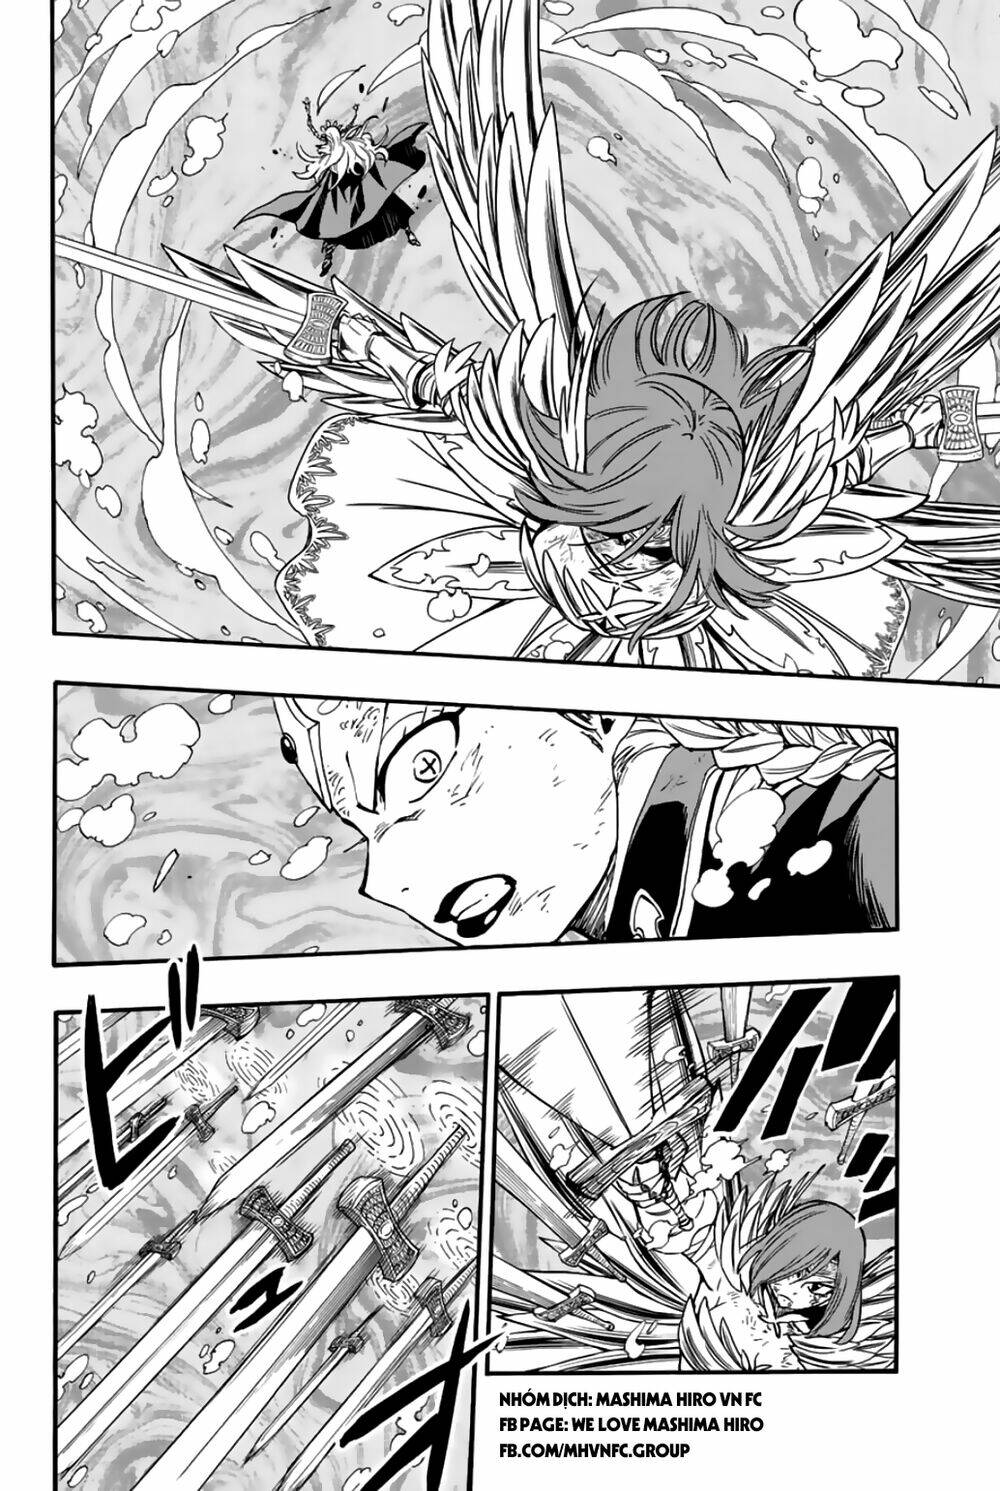 ビュッ
NHÓM DỊCH: MASHIMA HIRO VN FC
FB PAGE: WE LOVE MASHIMA HIRO
FB.COM/MHVNFC.GROUP